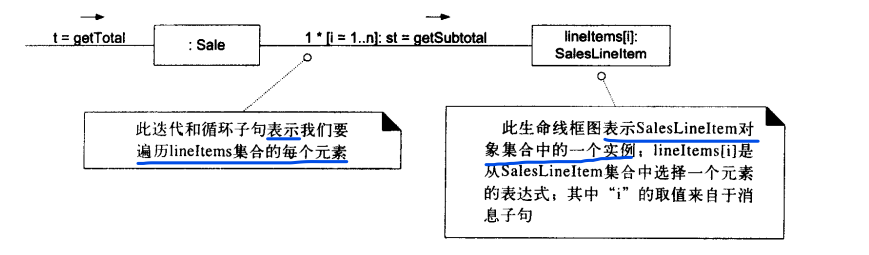 t = getTotal
: Sale
1 * [i = 1..n]: st = getSubtotal
lineItems[i]:
SalesLineItem
此迭代和循环子句表示我们要
遍历lineItems集合的每个元素
此生命线框图表示SalesLineItem对
象集合中的一个实例；lineItems[i]是
从SalesLineItem集合中选择一个元素
的表达式；其中“i”的取值来自于消
息子句